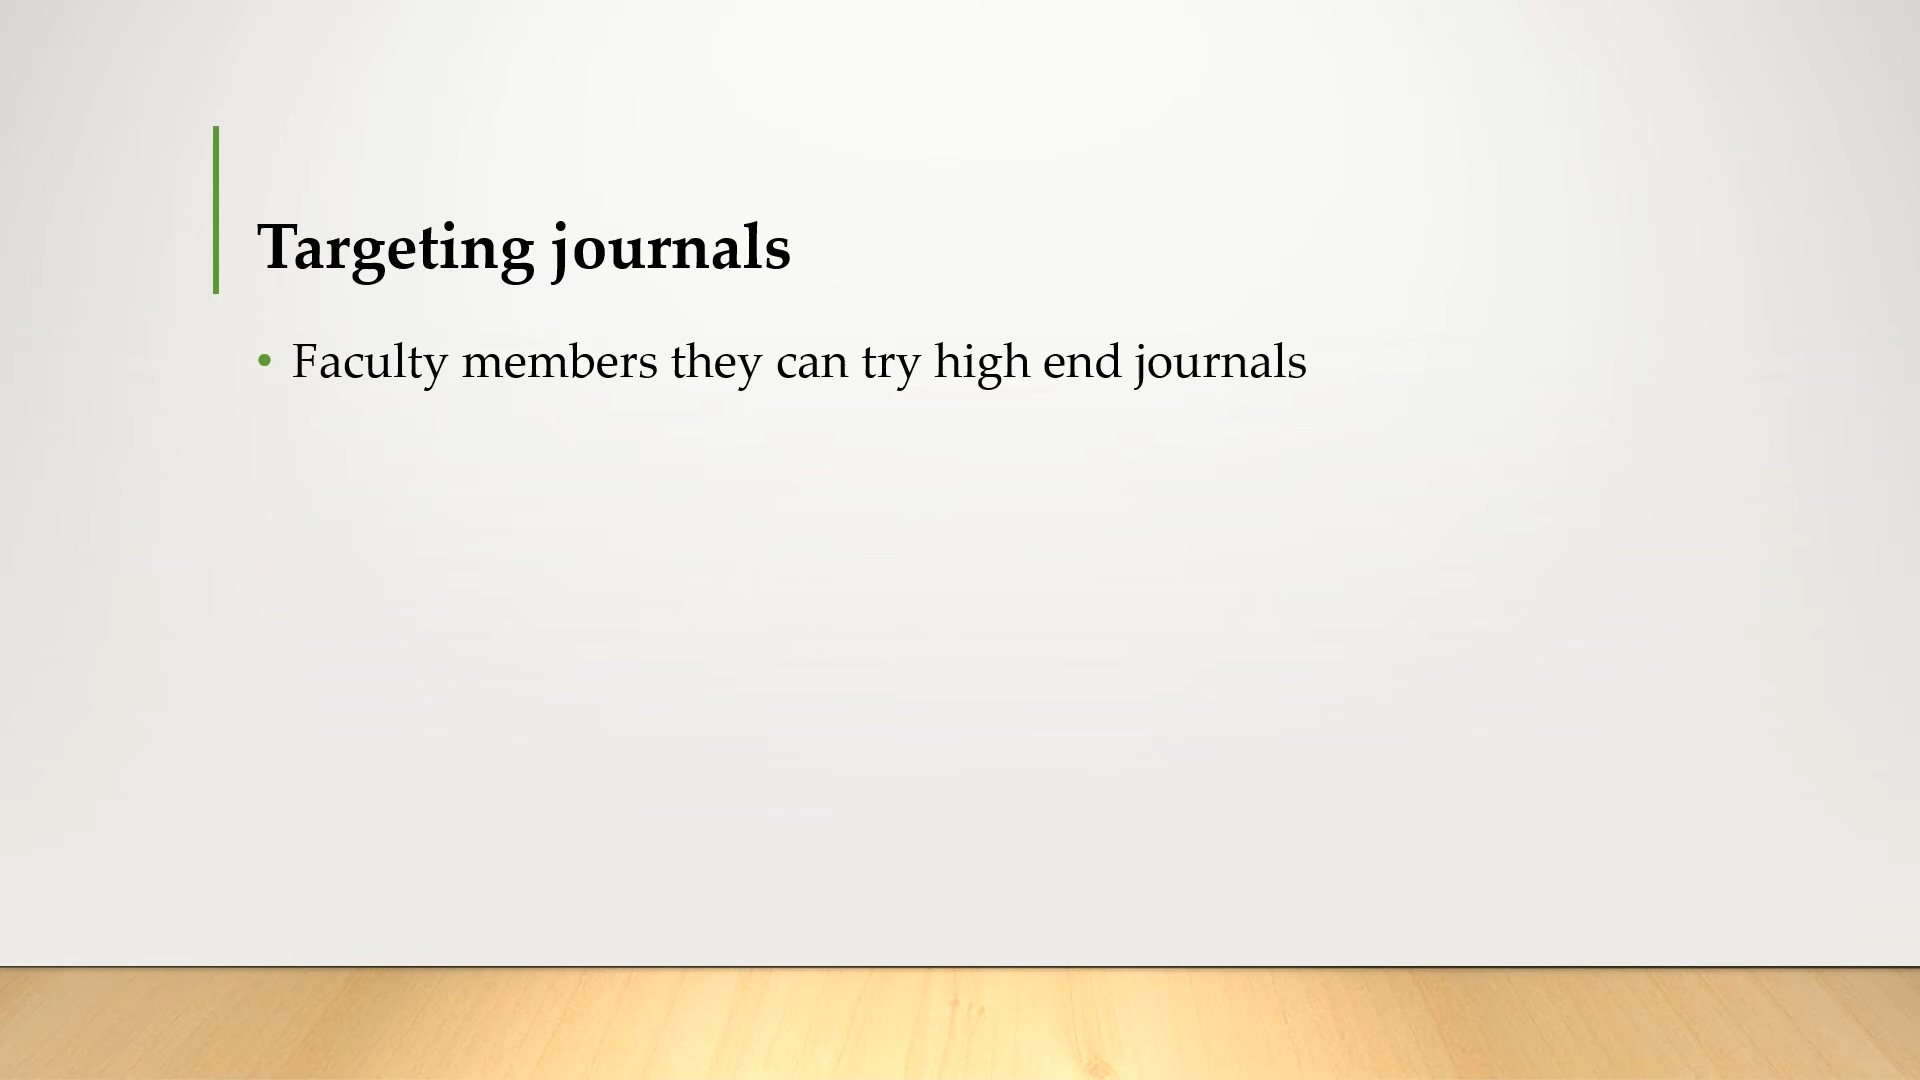 Targeting journals
• Faculty members they can try high end journals